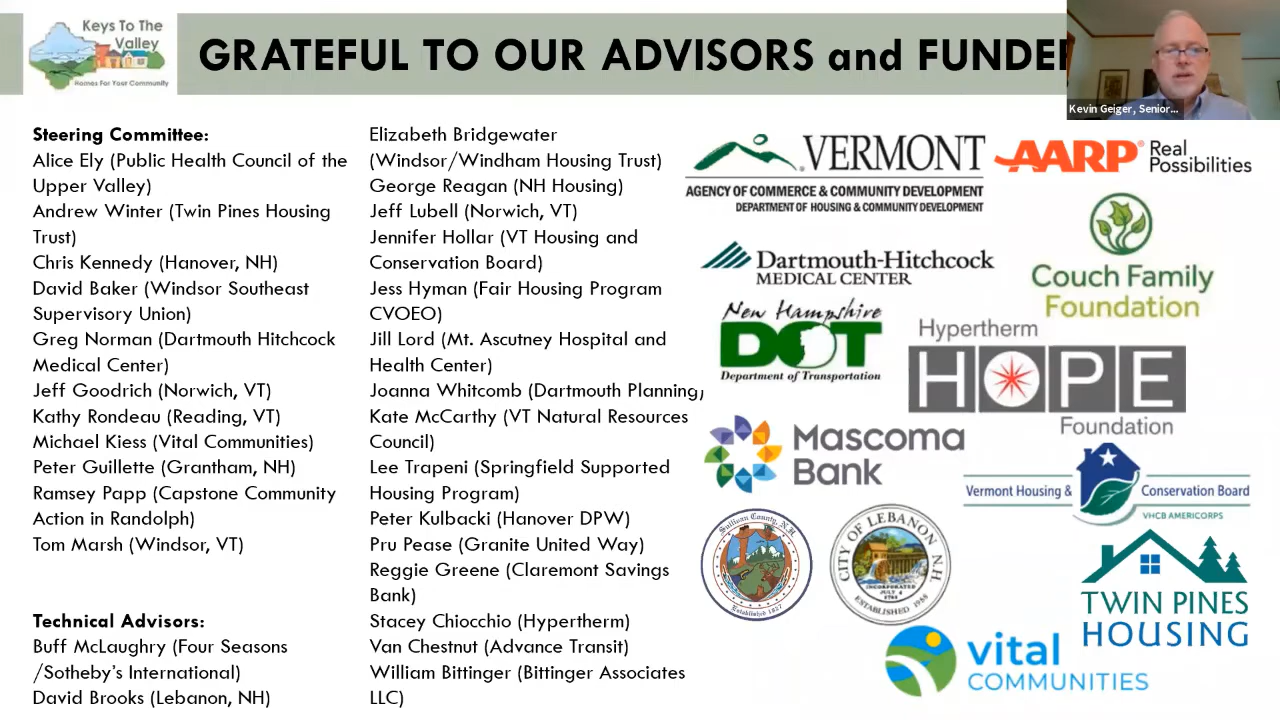 Keys To The
Valley
Homes For Your Community
GRATEFUL TO OUR ADVISORS and FUNDE
Kevin Geiger, Senior...
Steering Committee:
Alice Ely (Public Health Council of the
Upper Valley)
Andrew Winter (Twin Pines Housing
Trust)
Chris Kennedy (Hanover, NH)
David Baker (Windsor Southeast
Supervisory Union)
Greg Norman (Dartmouth Hitchcock
Medical Center)
Jeff Goodrich (Norwich, VT)
Kathy Rondeau (Reading, VT)
Michael Kiess (Vital Communities)
Peter Guillette (Grantham, NH)
Ramsey Papp (Capstone Community
Action in Randolph)
Tom Marsh (Windsor, VT)
Technical Advisors:
Buff McLaughry (Four Seasons
/Sotheby's International)
David Brooks (Lebanon, NH)
Elizabeth Bridgewater
(Windsor/Windham Housing Trust)
George Reagan (NH Housing)
Jeff Lubell (Norwich, VT)
Jennifer Hollar (VT Housing and
Conservation Board)
Jess Hyman (Fair Housing Program
CVOEO)
Jill Lord (Mt. Ascutney Hospital and
Health Center)
Joanna Whitcomb (Dartmouth Planning)
Kate McCarthy (VT Natural Resources
Council)
Lee Trapeni (Springfield Supported
Housing Program)
Peter Kulbacki (Hanover DPW)
Pru Pease (Granite United Way)
Reggie Greene (Claremont Savings
Bank)
Stacey Chiocchio (Hypertherm)
Van Chestnut (Advance Transit)
William Bittinger (Bittinger Associates
LLC)
VERMONT
AGENCY OF COMMERCE & COMMUNITY DEVELOPMENT
DEPARTMENT OF HOUSING & COMMUNITY DEVELOPMENT
AARP Real
Possibilities
Dartmouth-Hitchcock
MEDICAL CENTER
Couch Family
Foundation
New Hampshire
DOT
Department of Transportation
Hypertherm
HOPE
Foundation
Mascoma
Bank
Vermont Housing & Conservation Board
VHCB AMERICORPS
Sullivan County, N.H.
Established 1827
CITY OF LEBANON, N.H.
INCORPORATED
JULY 4
ESTABLISHED 1958
TWIN PINES
HOUSING
vital
COMMUNITIES